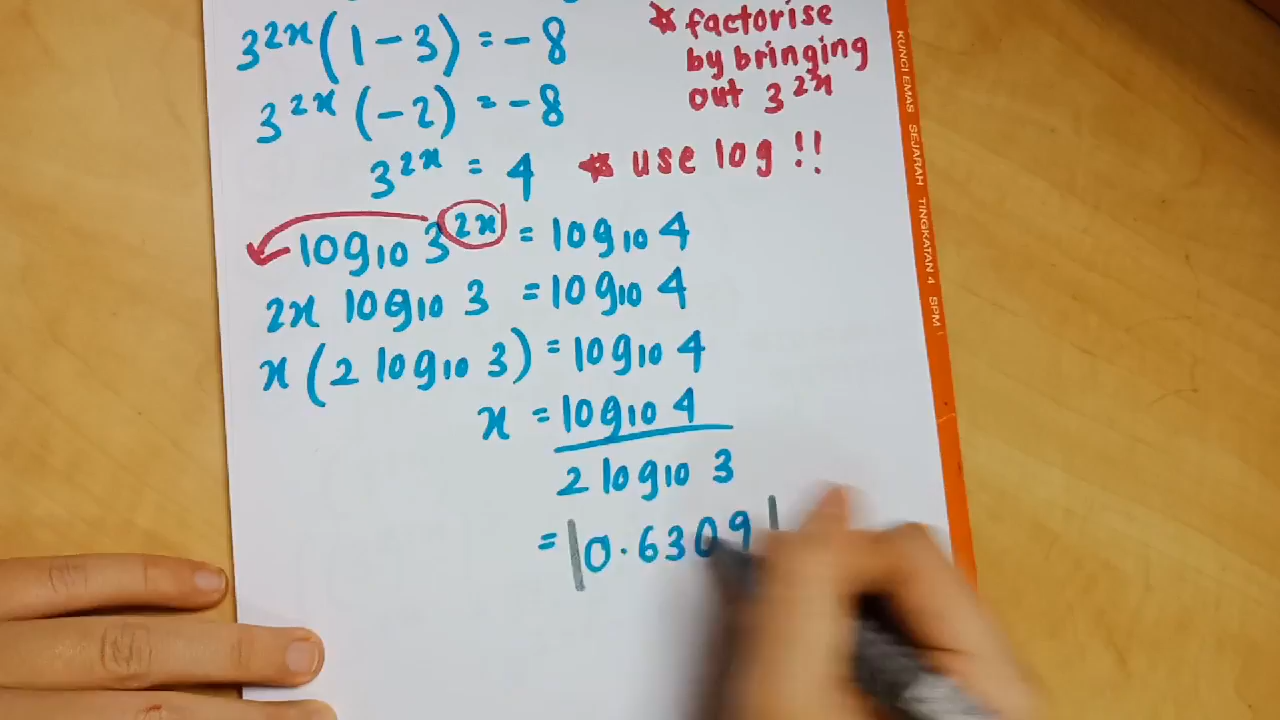 3^{2x}(1-3) = -8
3^{2x}(-2) = -8
3^{2x} = 4
log₁₀ 3^{2x} = log₁₀ 4
2x log₁₀ 3 = log₁₀ 4
x(2 log₁₀ 3) = log₁₀ 4
x = log₁₀ 4
2 log₁₀ 3
= 0.6309
* factorise
by bringing
out 3^{2x}
* use log !!
KUNCI EMAS SEJARAH TINGKATAN 4 SPM